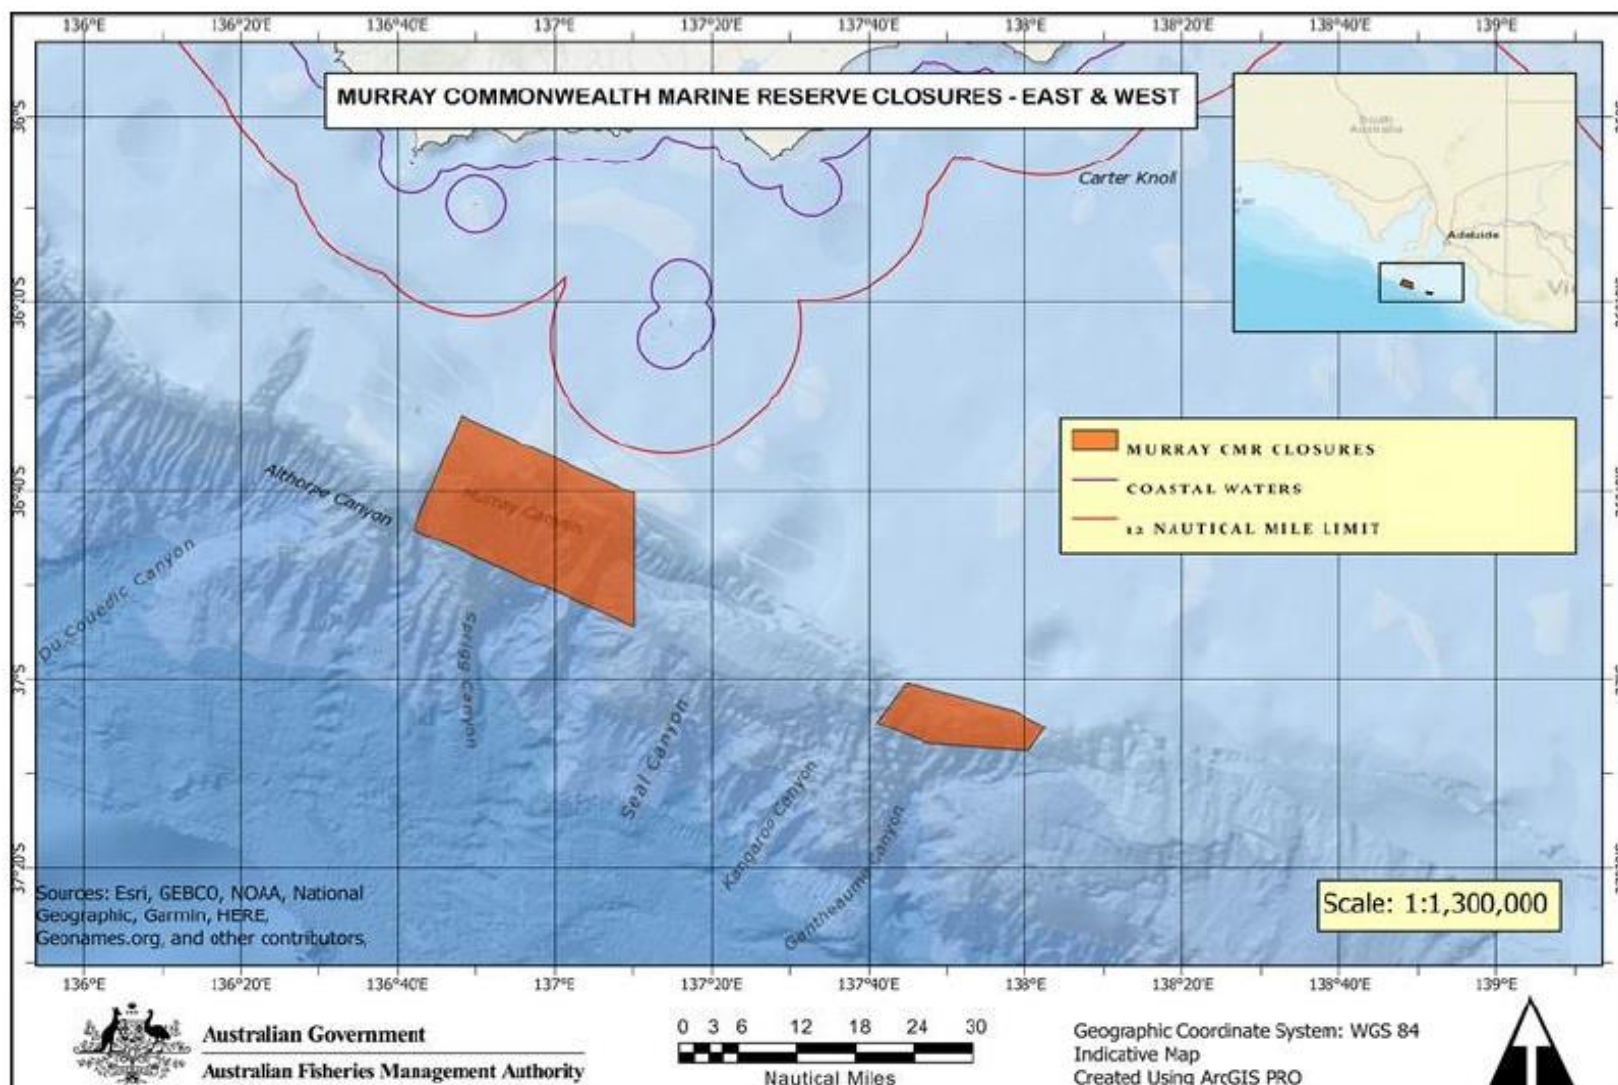 136°E 136°20'E 136°40'E 137°E 137°20'E 137°40'E 138°E 138°20'E 138°40'E 139°E
MURRAY COMMONWEALTH MARINE RESERVE CLOSURES - EAST & WEST
South
Australia
Adelaide
Carter Knoll
36°S
36°20'S
36°40'S
37°S
37°20'S
MURRAY CMR CLOSURES
COASTAL WATERS
12 NAUTICAL MILE LIMIT
Althorpe Canyon
Murray Canyon
Du Couedic Canyon
Sprigg Canyon
Seal Canyon
Kangaroo Canyon
Gantheaume Canyon
Sources: Esri, GEBCO, NOAA, National
Geographic, Garmin, HERE,
Geonames.org, and other contributors,
Scale: 1:1,300,000
136°E 136°20'E 136°40'E 137°E 137°20'E 137°40'E 138°E 138°20'E 138°40'E 139°E
Australian Government
Australian Fisheries Management Authority
0 3 6 12 18 24 30
Nautical Miles
Geographic Coordinate System: WGS 84
Indicative Map
Created Using ArcGIS PRO